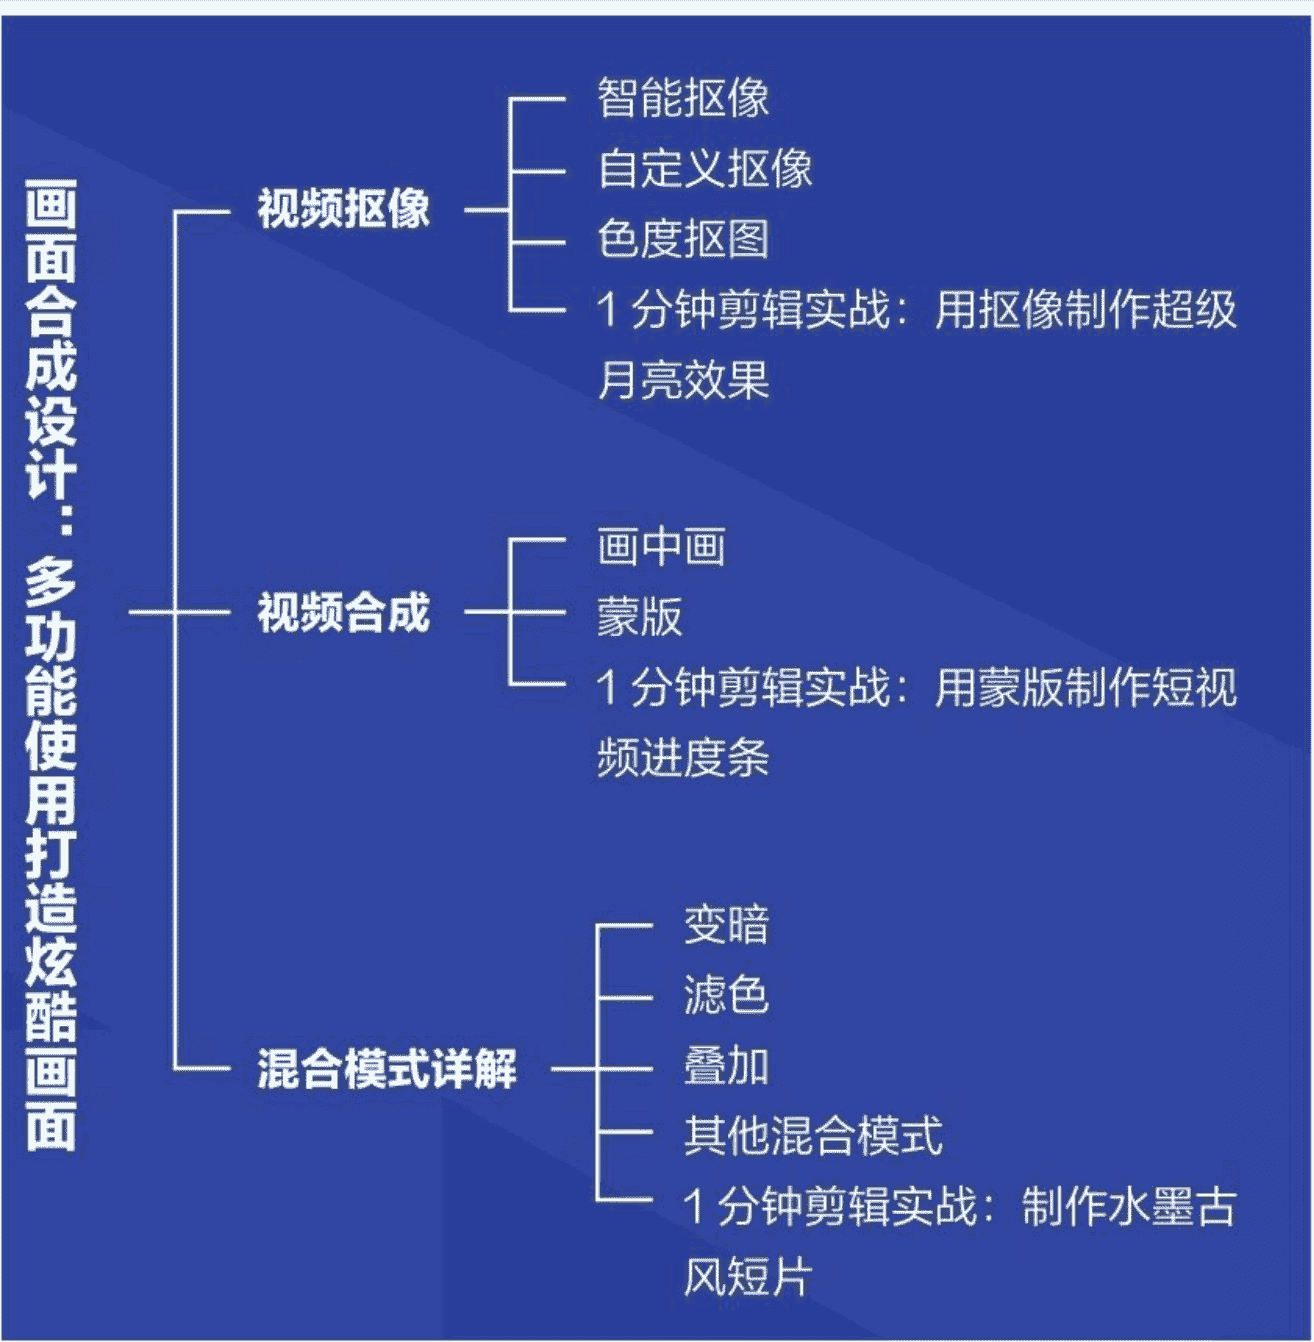 画面合成设计：多功能使用打造炫酷画面
视频抠像
智能抠像
自定义抠像
色度抠图
1 分钟剪辑实战：用抠像制作超级
月亮效果
视频合成
画中画
蒙版
1 分钟剪辑实战：用蒙版制作短视
频进度条
混合模式详解
变暗
滤色
叠加
其他混合模式
1 分钟剪辑实战：制作水墨古
风短片